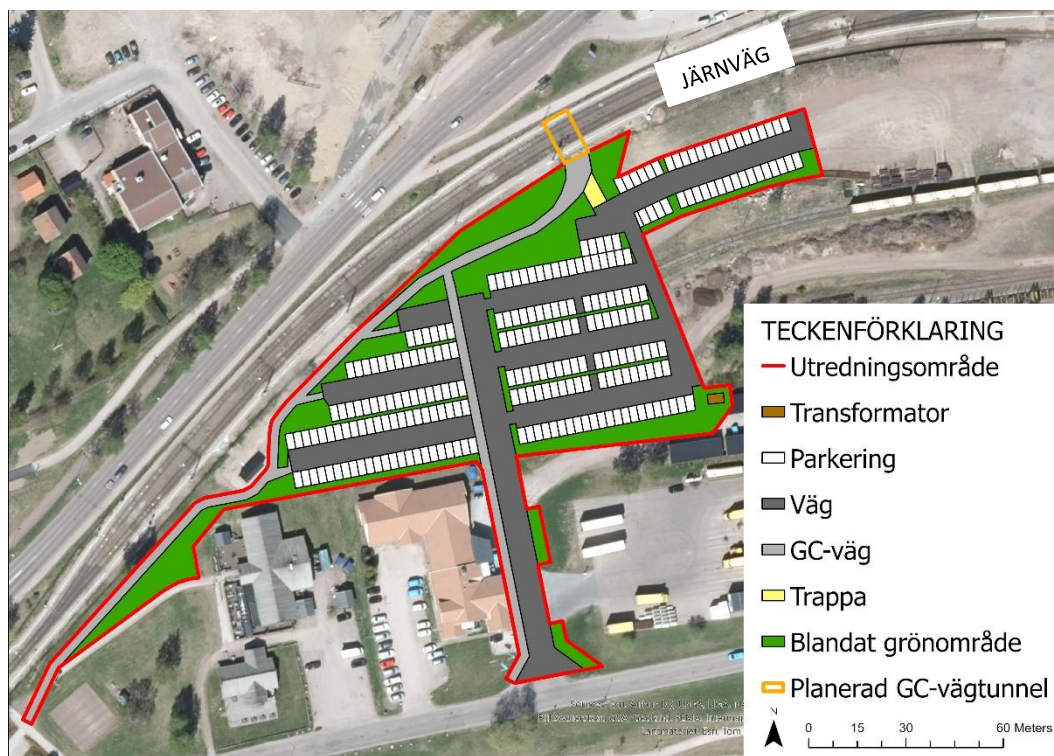 JÄRNVÄG
TECKENFÖRKLARING
Utredningsområde
Transformator
Parkering
Väg
GC-väg
Trappa
Blandat grönområde
Planerad GC-vägtunnel
N
0 15 30 60 Meters